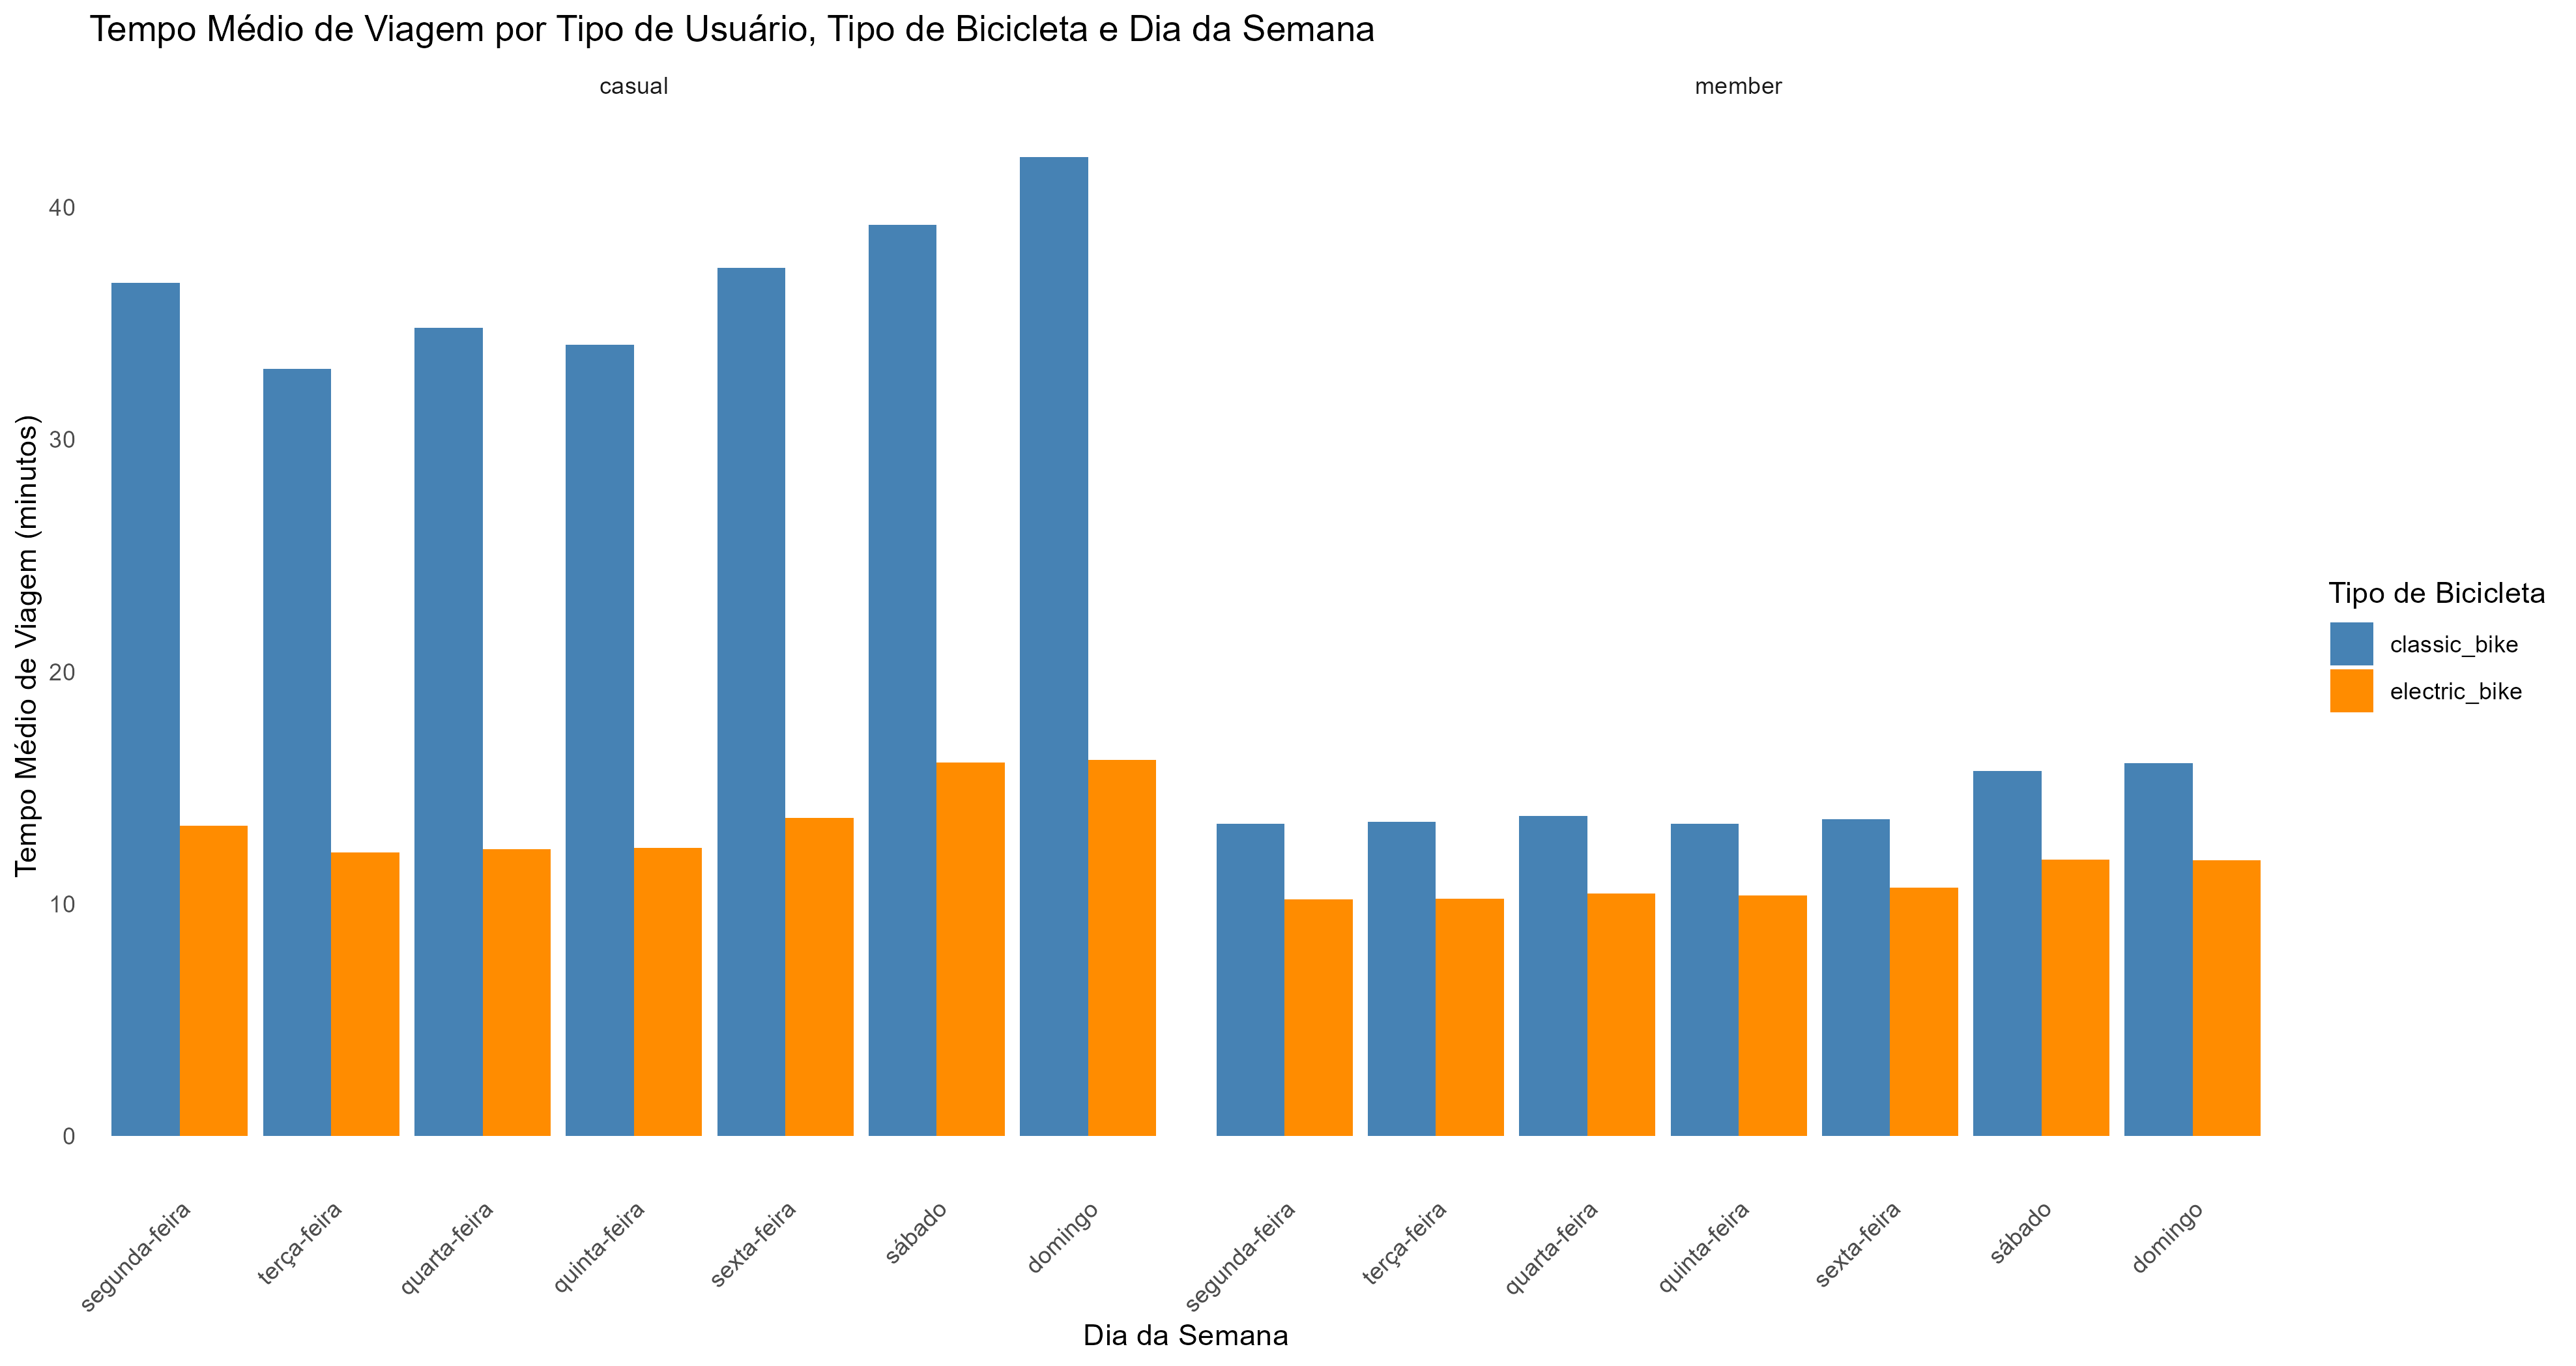 Tempo Médio de Viagem por Tipo de Usuário, Tipo de Bicicleta e Dia da Semana
casual
member
Tempo Médio de Viagem (minutos)
40
30
20
10
0
segunda-feira
terça-feira
quarta-feira
quinta-feira
sexta-feira
sábado
domingo
segunda-feira
terça-feira
quarta-feira
quinta-feira
sexta-feira
sábado
domingo
Dia da Semana
Tipo de Bicicleta
classic_bike
electric_bike